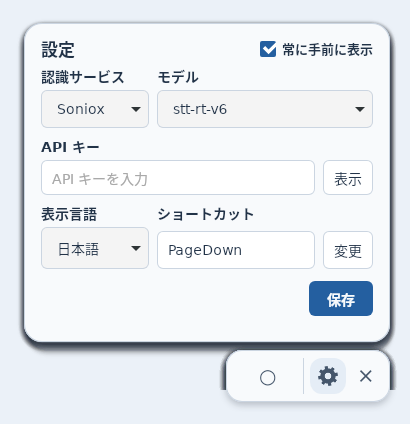 設定
常に手前に表示
認識サービス モデル
Soniox stt-rt-v6
API キー
API キーを入力 表示
表示言語 ショートカット
日本語 PageDown 変更
保存